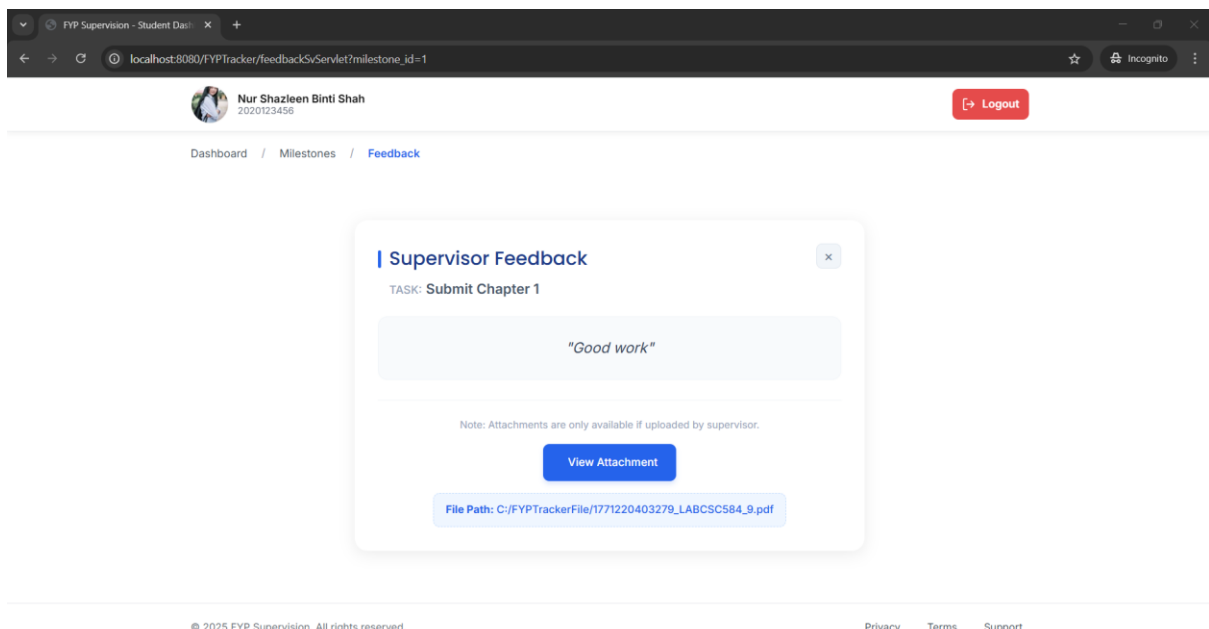 FYP Supervision - Student Dash
localhost:8080/FYPTracker/feedbackSvServlet?milestone_id=1
Incognito
Nur Shazleen Binti Shah
2020123456
Logout
Dashboard / Milestones / Feedback
Supervisor Feedback
×
TASK: Submit Chapter 1
"Good work"
Note: Attachments are only available if uploaded by supervisor.
View Attachment
File Path: C:/FYPTrackerFile/1771220403279_LABCSC584_9.pdf
© 2025 FYP Supervision. All rights reserved.
Privacy Terms Support